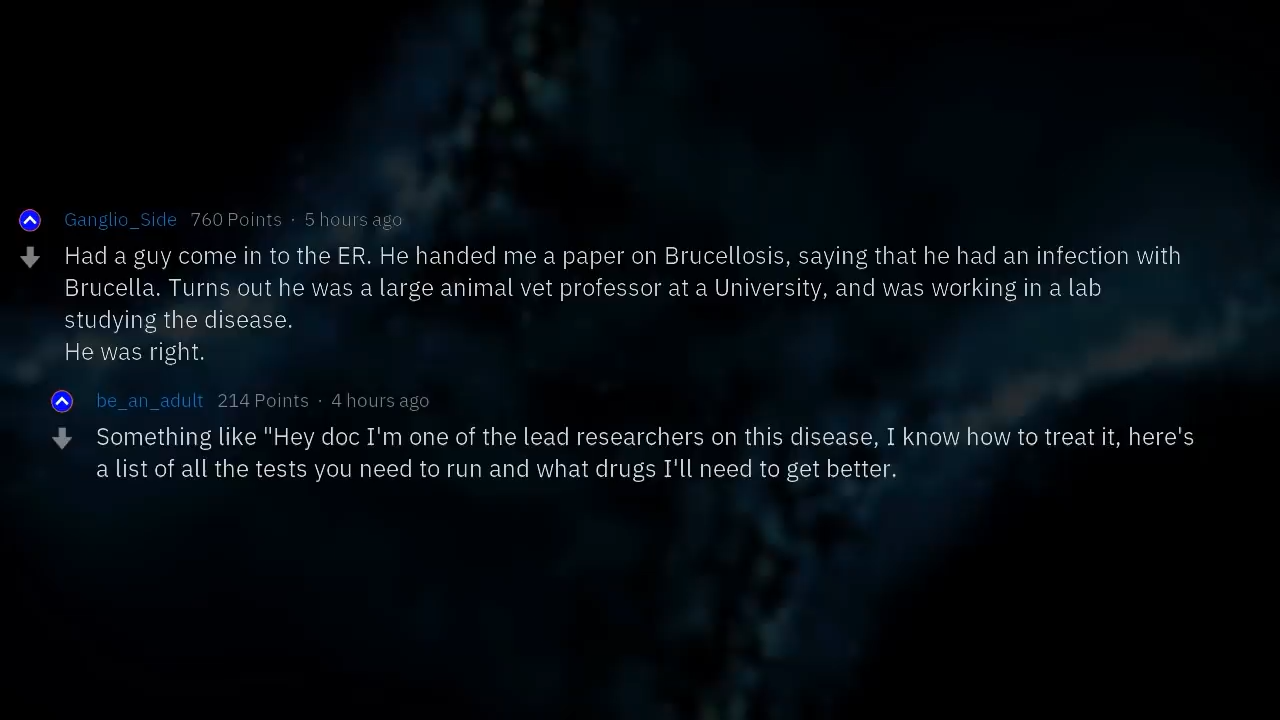 Ganglio_Side 760 Points · 5 hours ago
Had a guy come in to the ER. He handed me a paper on Brucellosis, saying that he had an infection with
Brucella. Turns out he was a large animal vet professor at a University, and was working in a lab
studying the disease.
He was right.
be_an_adult 214 Points · 4 hours ago
Something like "Hey doc I'm one of the lead researchers on this disease, I know how to treat it, here's
a list of all the tests you need to run and what drugs I'll need to get better.